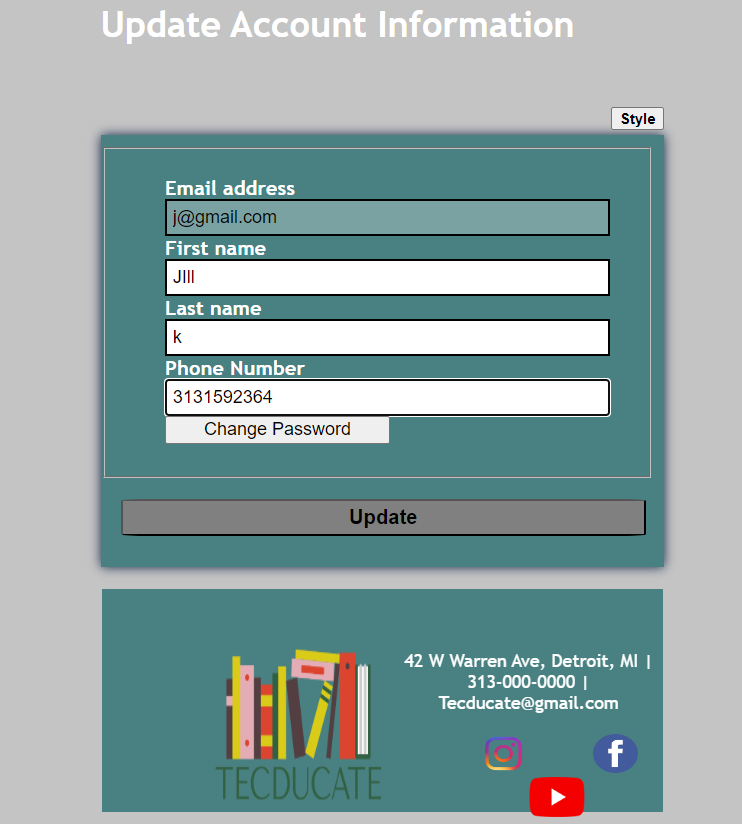 Update Account Information
Style
Email address
j@gmail.com
First name
JIll
Last name
k
Phone Number
3131592364
Change Password
Update
42 W Warren Ave, Detroit, MI |
313-000-0000 |
Tecducate@gmail.com
TECDUCATE